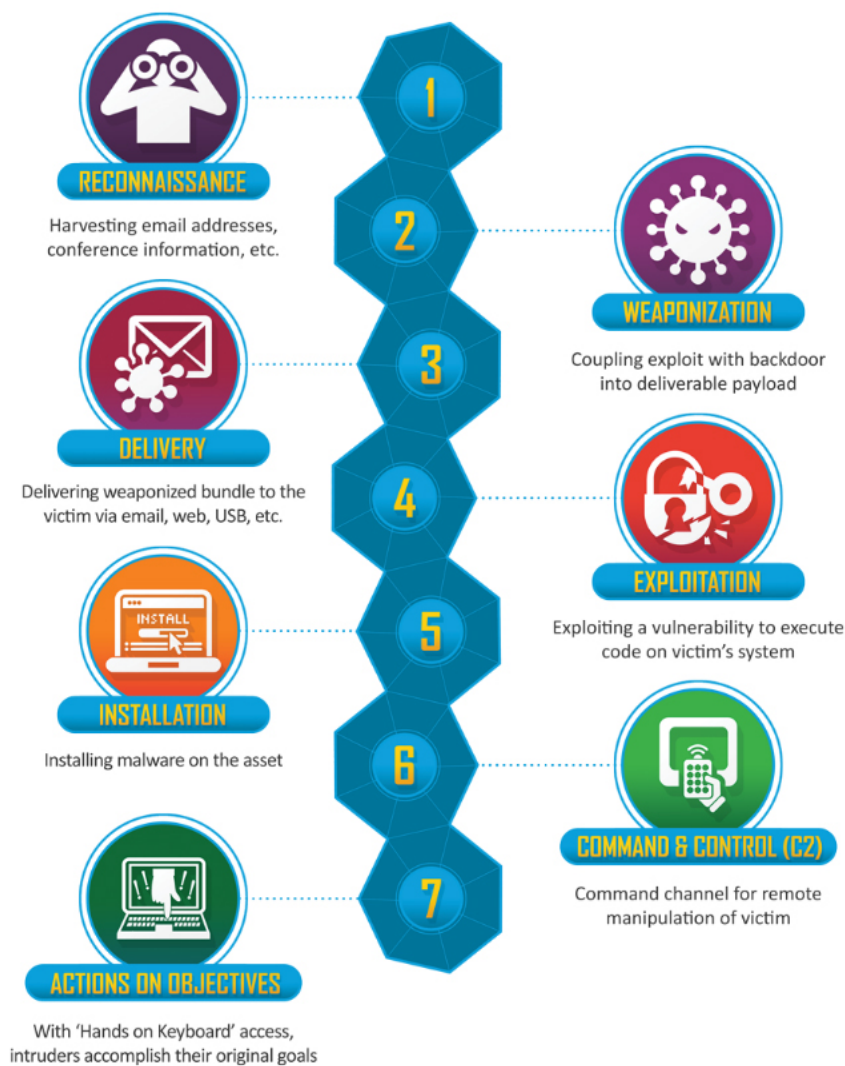 1
RECONNAISSANCE
Harvesting email addresses,
conference information, etc.
2
WEAPONIZATION
Coupling exploit with backdoor
into deliverable payload
3
DELIVERY
Delivering weaponized bundle to the
victim via email, web, USB, etc.
4
EXPLOITATION
Exploiting a vulnerability to execute
code on victim’s system
5
INSTALL
INSTALLATION
Installing malware on the asset
6
COMMAND & CONTROL (C2)
Command channel for remote
manipulation of victim
7
! ! ! !
ACTIONS ON OBJECTIVES
With ‘Hands on Keyboard’ access,
intruders accomplish their original goals